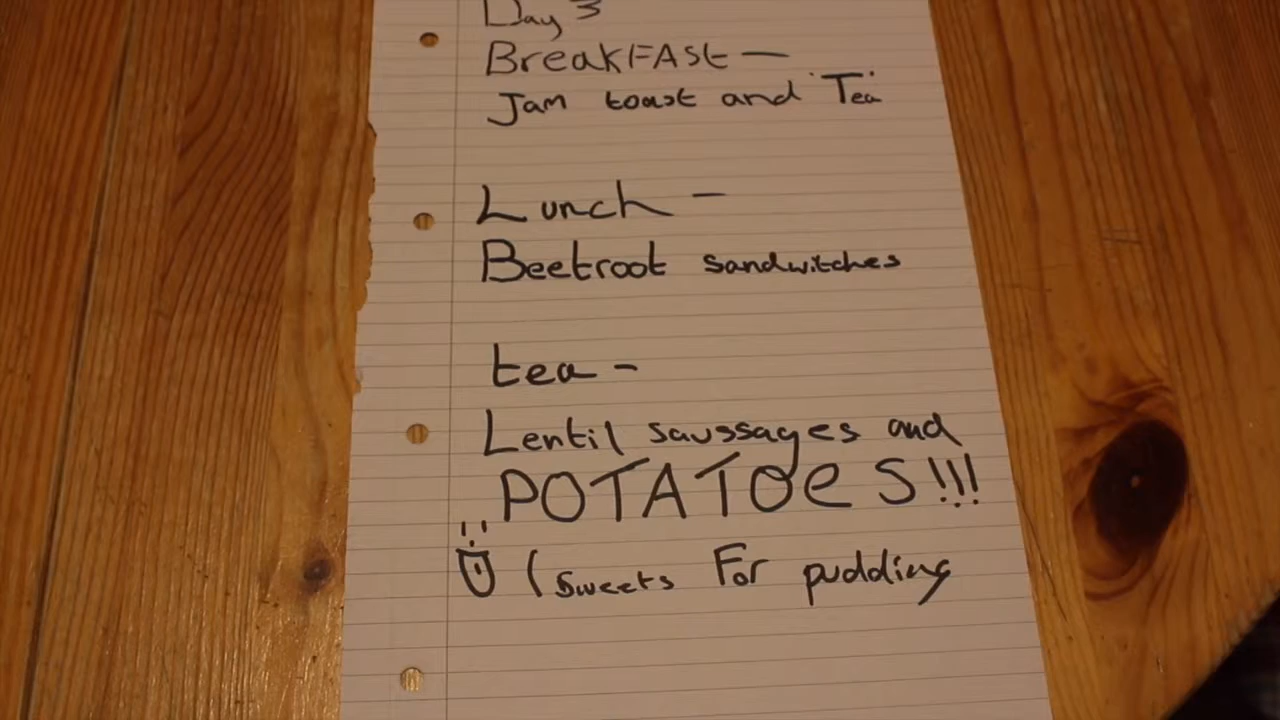 Day 3
BreakFAst -
Jam toast and 'Tea'
Lunch -
Beetroot sandwitches
tea -
Lentil saussages and
POTATOeS!!!
(sweets For pudding